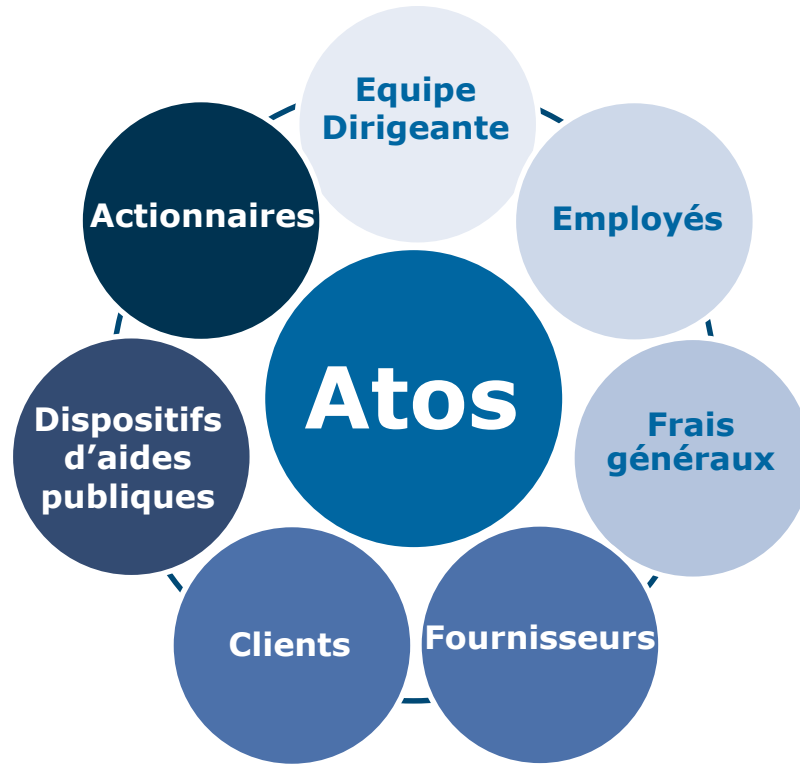 Equipe
Dirigeante
Employés
Frais
généraux
Fournisseurs
Clients
Dispositifs
d’aides
publiques
Actionnaires
Atos